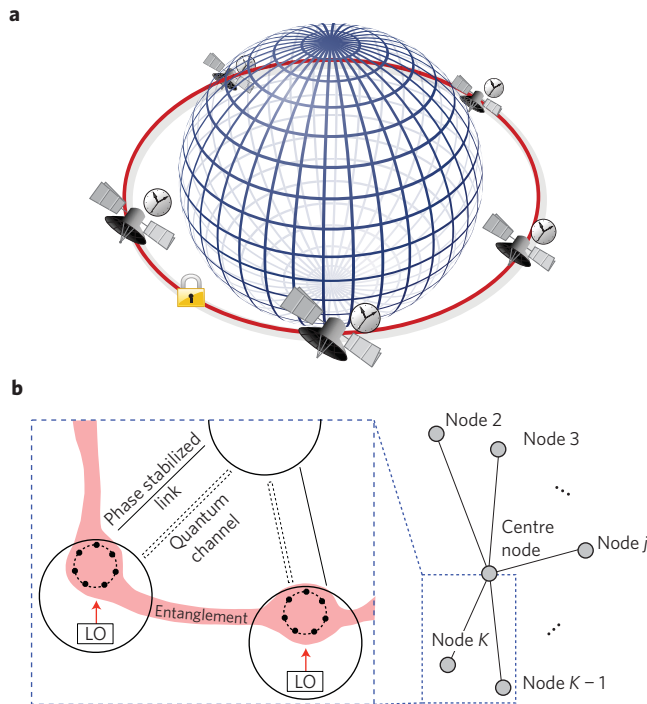 a
b
Phase stabilized
link
Quantum
channel
Entanglement
LO
LO
Node 2
Node 3
...
Centre
node
Node j
...
Node K
Node K – 1